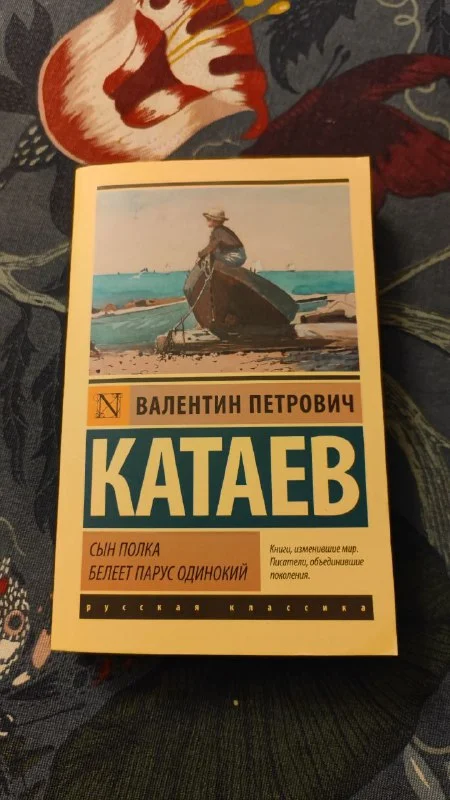 N
ВАЛЕНТИН ПЕТРОВИЧ
КАТАЕВ
СЫН ПОЛКА
БЕЛЕЕТ ПАРУС ОДИНОКИЙ
Книги, изменившие мир.
Писатели, объединившие
поколения.
русская классика